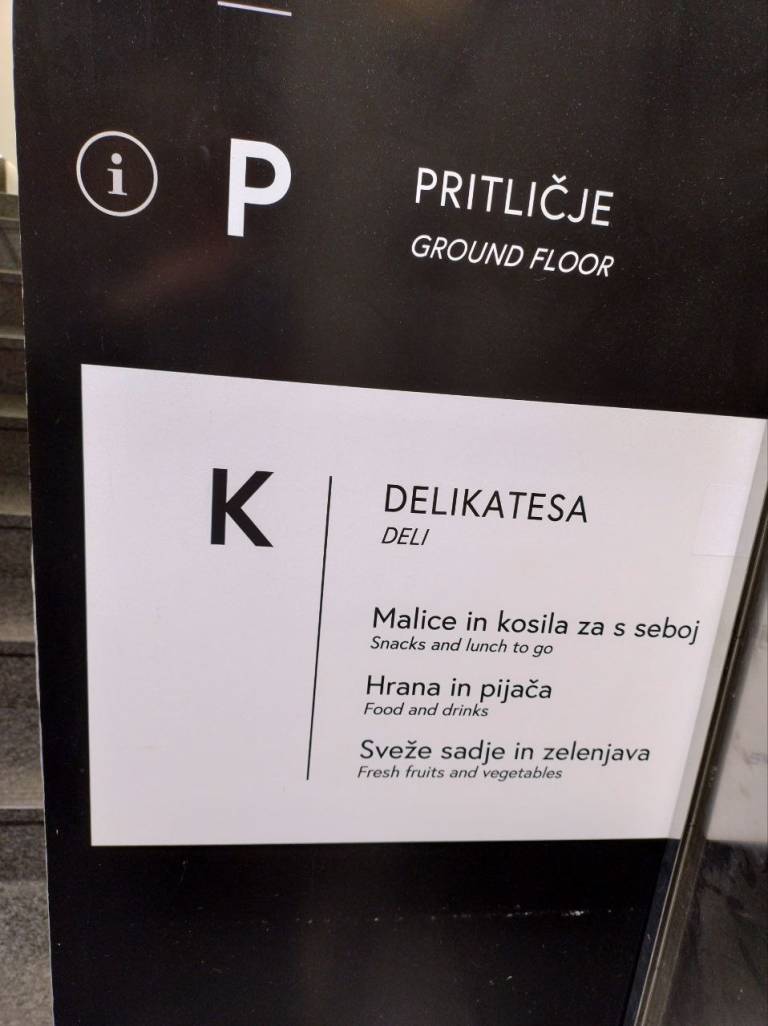 i P PRITLIČJE
GROUND FLOOR
K DELIKATESA
DELI
Malice in kosila za s seboj
Snacks and lunch to go
Hrana in pijača
Food and drinks
Sveže sadje in zelenjava
Fresh fruits and vegetables